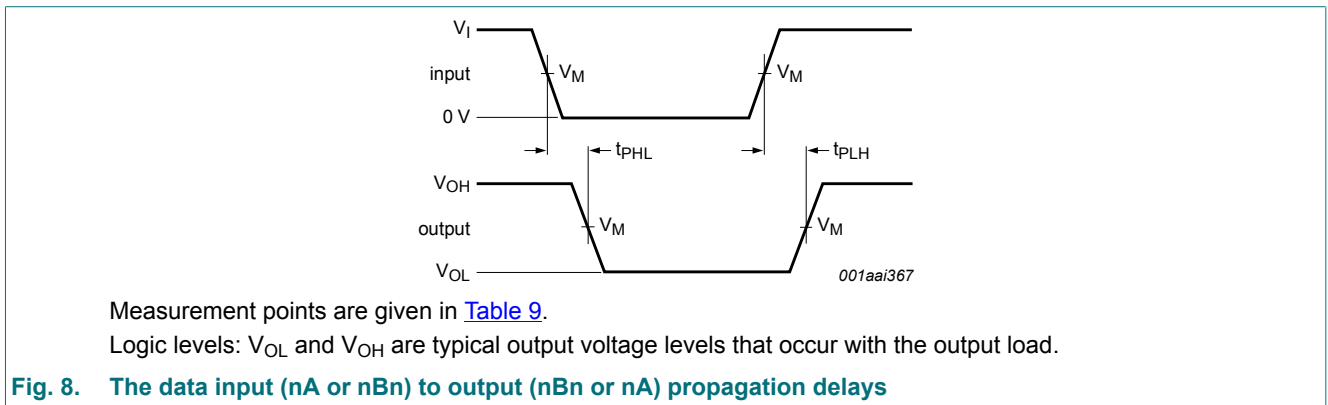 VI
input
VM
VM
0 V
tPHL
tPLH
VOH
output
VM
VM
VOL
001aai367
Measurement points are given in Table 9.
Logic levels: VOL and VOH are typical output voltage levels that occur with the output load.
Fig. 8. The data input (nA or nBn) to output (nBn or nA) propagation delays